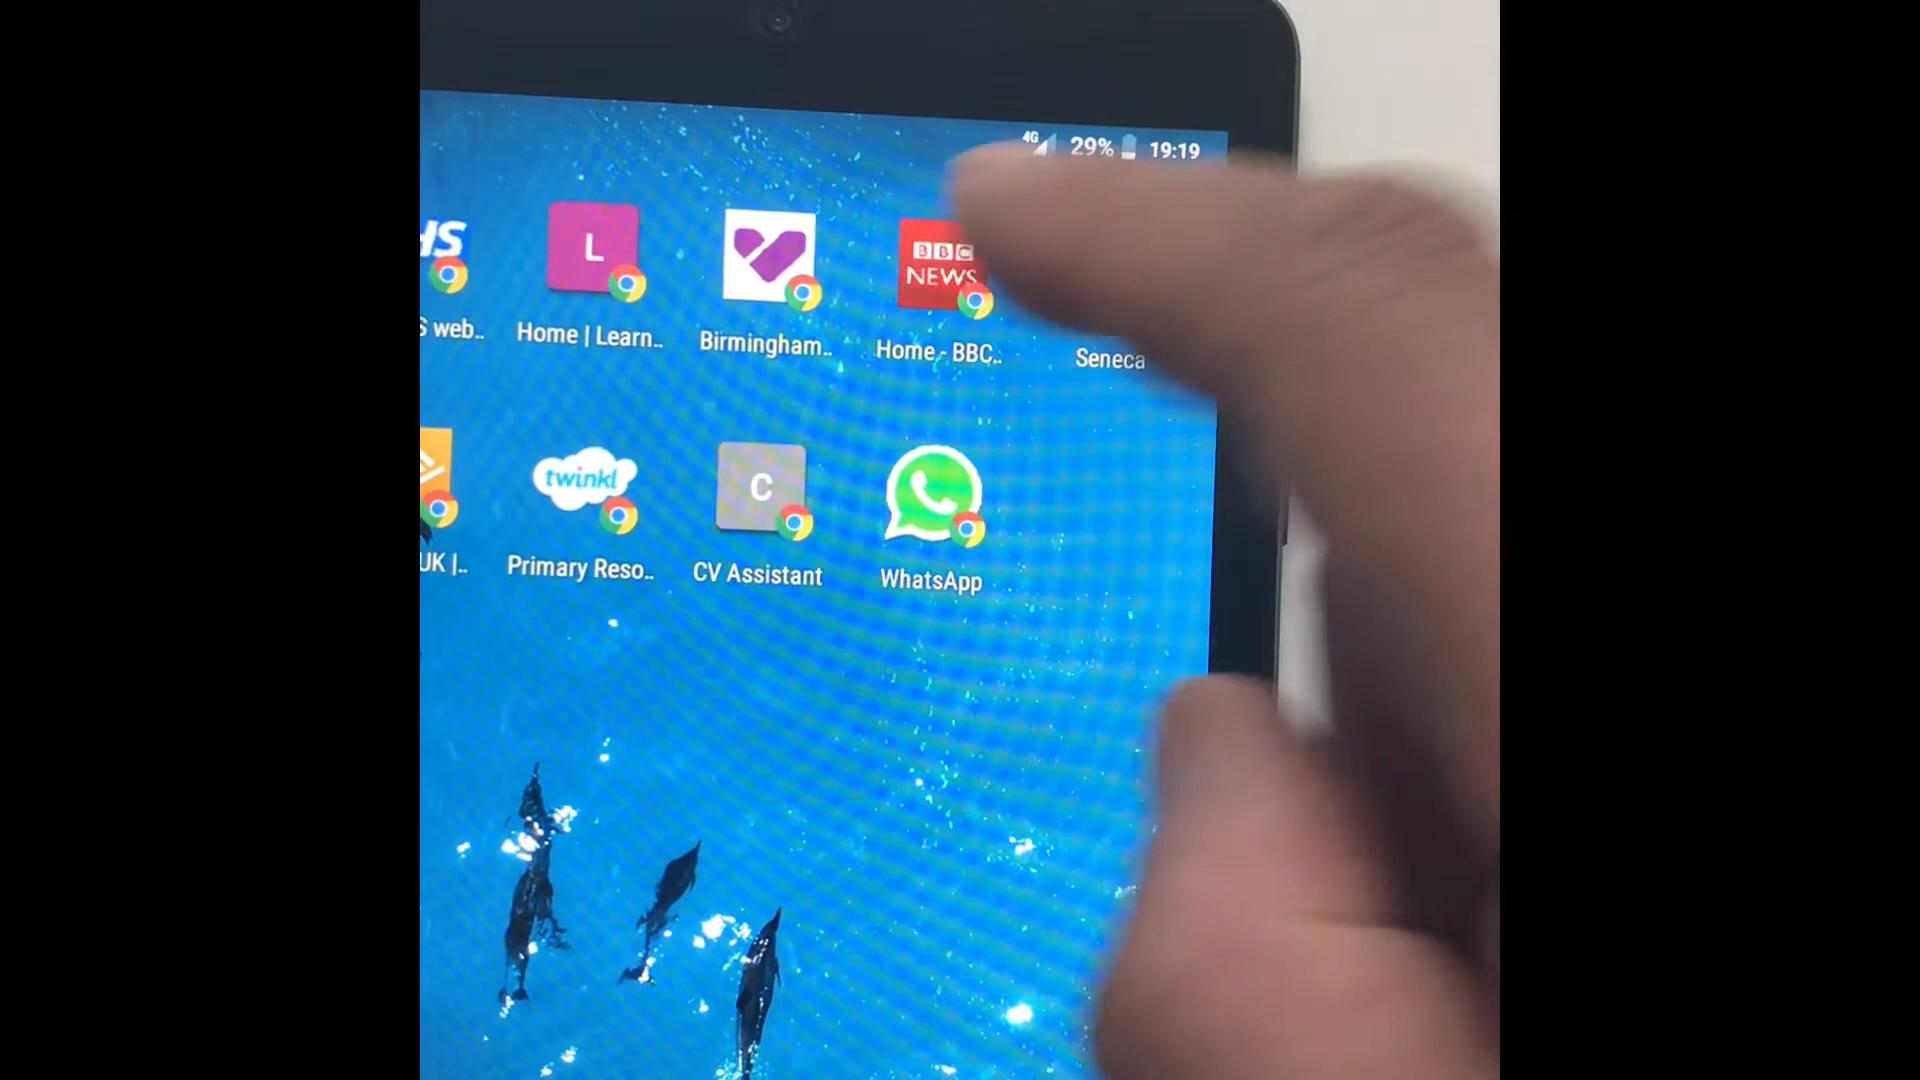 4G 29% 19:19
HS
L
BBC
NEWS
S web..
Home | Learn..
Birmingham..
Home - BBC..
Seneca
twinkl
C
UK |..
Primary Reso..
CV Assistant
WhatsApp